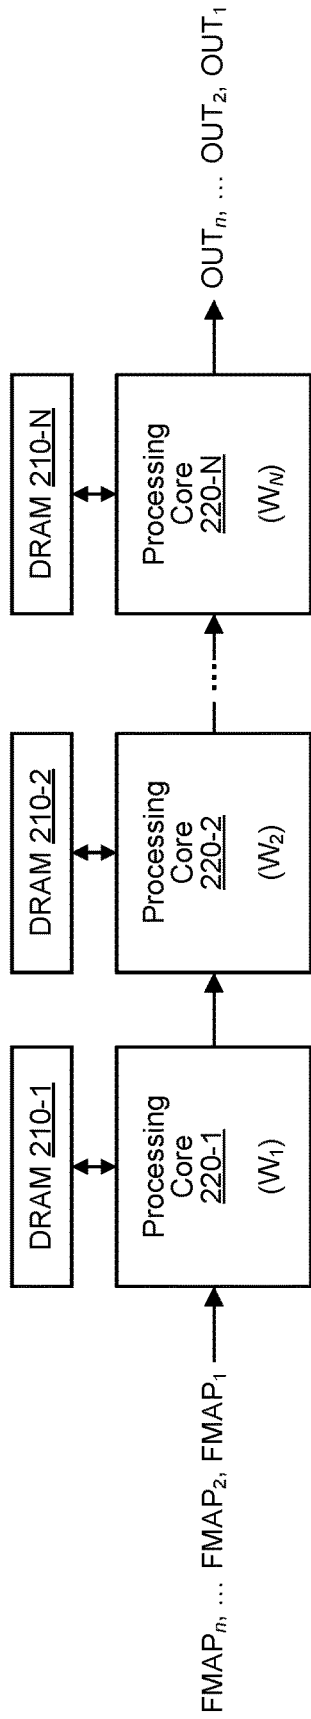 DRAM 210-1
DRAM 210-2
DRAM 210-N
FMAPn, ... FMAP2, FMAP1
Processing
Core
220-1
(W1)
Processing
Core
220-2
(W2)
...
Processing
Core
220-N
(WN)
OUTn, ... OUT2, OUT1